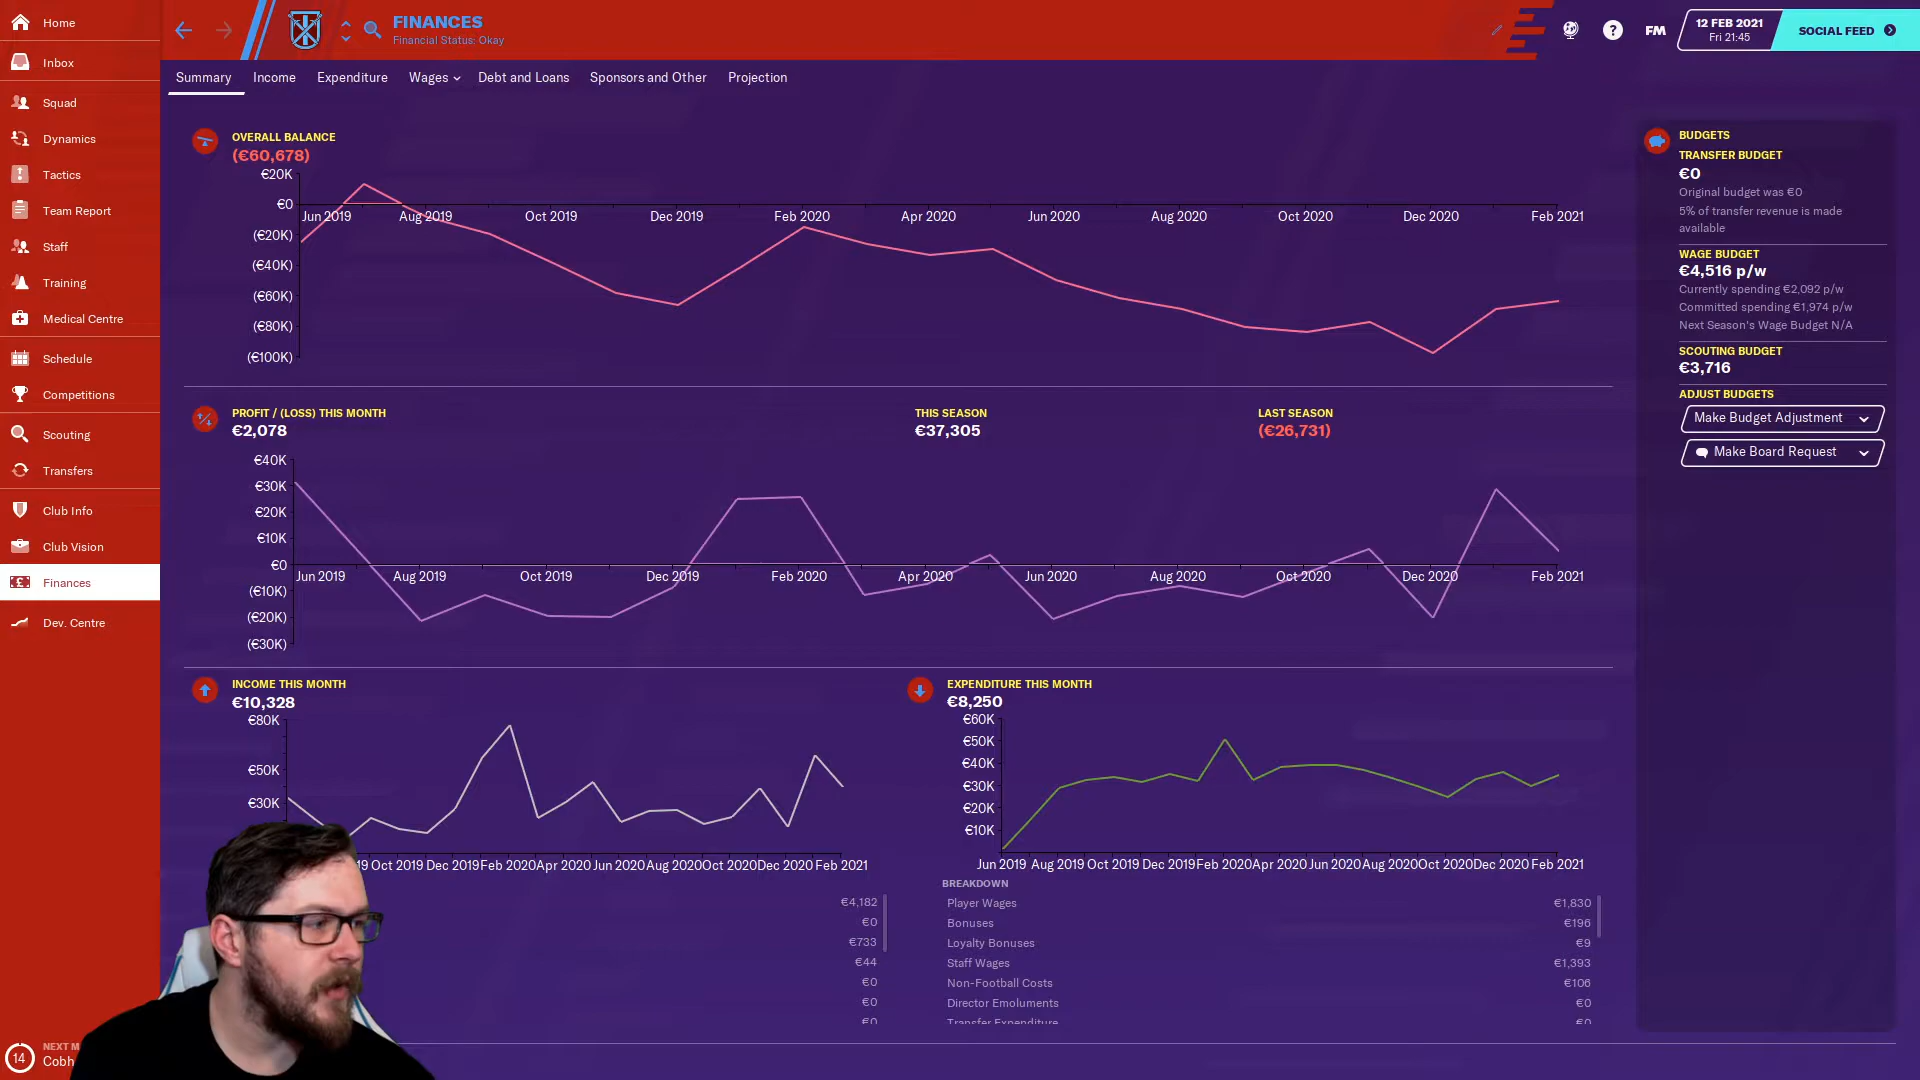 Home
Inbox
Squad
Dynamics
Tactics
Team Report
Staff
Training
Medical Centre
Schedule
Competitions
Scouting
Transfers
Club Info
Club Vision
Finances
Dev. Centre
14
NEXT M
Cobh
FINANCES
Financial Status: Okay
?
FM
12 FEB 2021
Fri 21:45
SOCIAL FEED
Summary
Income
Expenditure
Wages
Debt and Loans
Sponsors and Other
Projection
OVERALL BALANCE
(€60,678)
€20K
€0
(€20K)
(€40K)
(€60K)
(€80K)
(€100K)
Jun 2019 Aug 2019 Oct 2019 Dec 2019 Feb 2020 Apr 2020 Jun 2020 Aug 2020 Oct 2020 Dec 2020 Feb 2021
PROFIT / (LOSS) THIS MONTH
€2,078
THIS SEASON
€37,305
LAST SEASON
(€26,731)
€40K
€30K
€20K
€10K
€0
(€10K)
(€20K)
(€30K)
Jun 2019 Aug 2019 Oct 2019 Dec 2019 Feb 2020 Apr 2020 Jun 2020 Aug 2020 Oct 2020 Dec 2020 Feb 2021
INCOME THIS MONTH
€10,328
€80K
€50K
€30K
19 Oct 2019 Dec 2019 Feb 2020 Apr 2020 Jun 2020 Aug 2020 Oct 2020 Dec 2020 Feb 2021
€4,182
€0
€733
€44
€0
€0
€0
EXPENDITURE THIS MONTH
€8,250
€60K
€50K
€40K
€30K
€20K
€10K
Jun 2019 Aug 2019 Oct 2019 Dec 2019 Feb 2020 Apr 2020 Jun 2020 Aug 2020 Oct 2020 Dec 2020 Feb 2021
BREAKDOWN
Player Wages €1,830
Bonuses €196
Loyalty Bonuses €9
Staff Wages €1,393
Non-Football Costs €106
Director Emoluments €0
Transfer Expenditure €0
BUDGETS
TRANSFER BUDGET
€0
Original budget was €0
5% of transfer revenue is made
available
WAGE BUDGET
€4,516 p/w
Currently spending €2,092 p/w
Committed spending €1,974 p/w
Next Season's Wage Budget N/A
SCOUTING BUDGET
€3,716
ADJUST BUDGETS
Make Budget Adjustment
Make Board Request